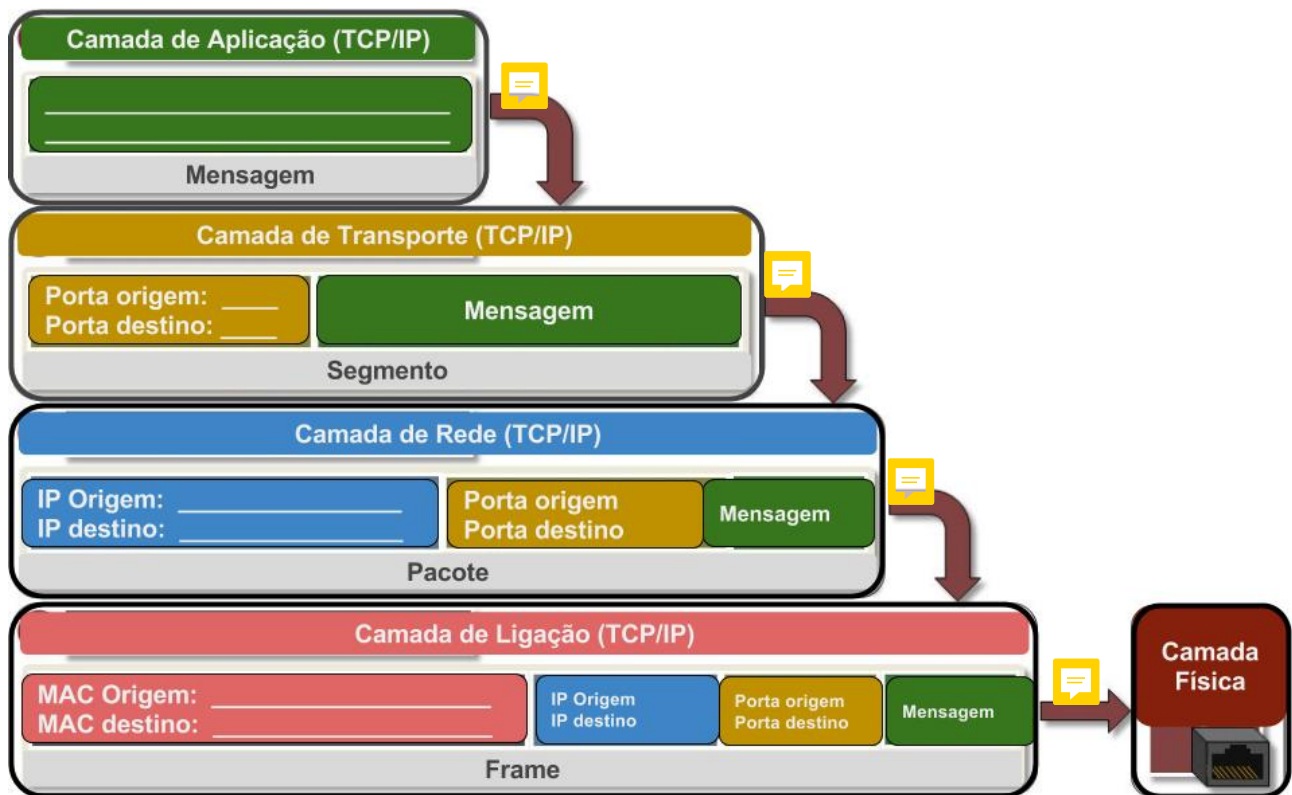 Camada de Aplicação (TCP/IP)
Mensagem
Camada de Transporte (TCP/IP)
Porta origem: ____
Porta destino: ____
Mensagem
Segmento
Camada de Rede (TCP/IP)
IP Origem: ________________
IP destino: ________________
Porta origem
Porta destino
Mensagem
Pacote
Camada de Ligação (TCP/IP)
MAC Origem: ____________________
MAC destino: ____________________
IP Origem
IP destino
Porta origem
Porta destino
Mensagem
Frame
Camada
Física